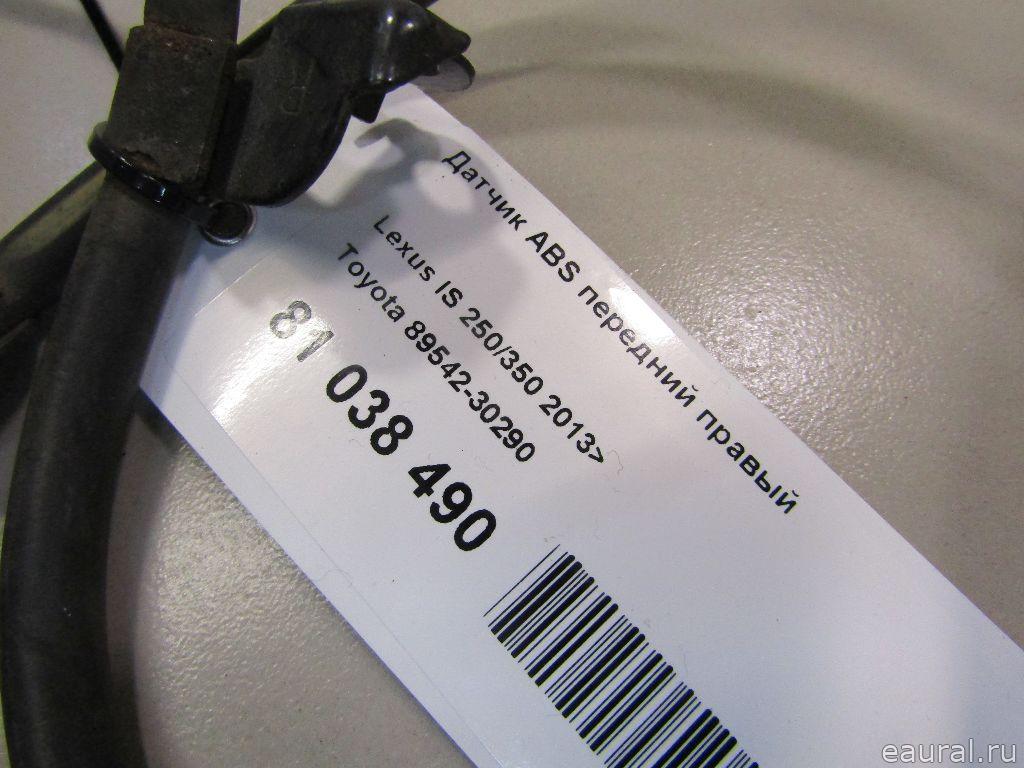 Датчик ABS передний правый
Lexus IS 250/350 2013>
Toyota 89542-30290
81 038 490
R
eaural.ru